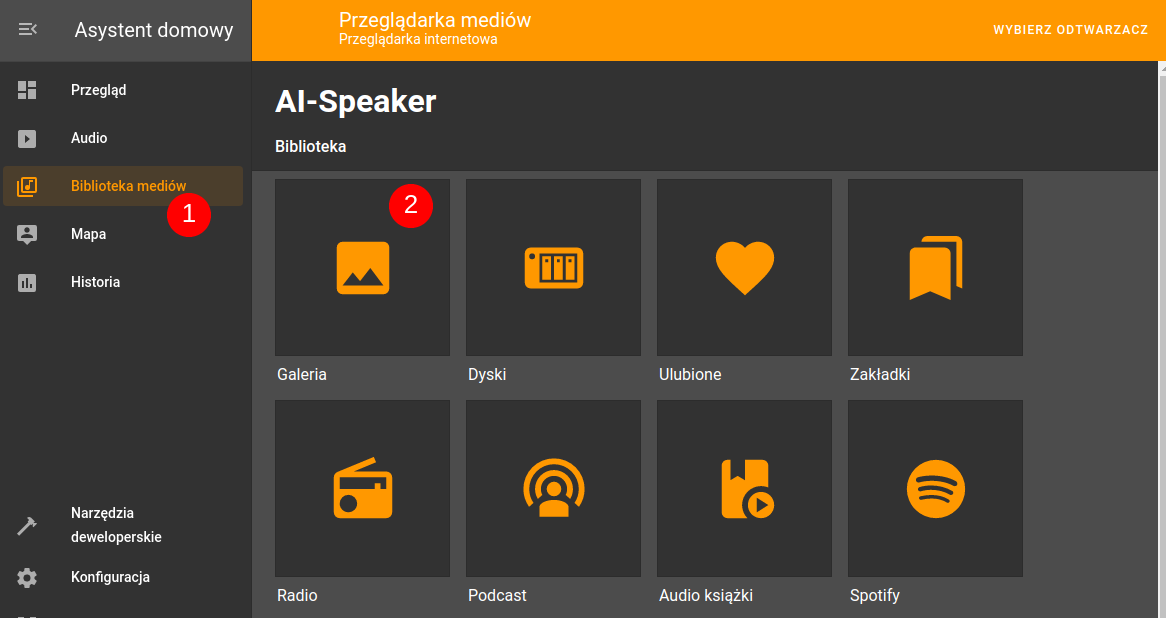 Asystent domowy
Przeglądarka mediów
Przeglądarka internetowa
WYBIERZ ODTWARZACZ
Przegląd
Audio
Biblioteka mediów
1
Mapa
Historia
Narzędzia
deweloperskie
Konfiguracja
AI-Speaker
Biblioteka
2
Galeria
Dyski
Ulubione
Zakładki
Radio
Podcast
Audio książki
Spotify